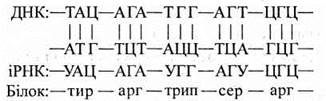 ДНК:—ТАЦ—АГА—ТГГ—АГТ—ЦГЦ—
—АТГ—ТЦТ—АЦЦ—ТЦА—ГЦГ—
іРНК:—УАЦ—АГА—УГГ—АГУ—ЦГЦ—
Білок:—тир—арг—трип—сер—арг—